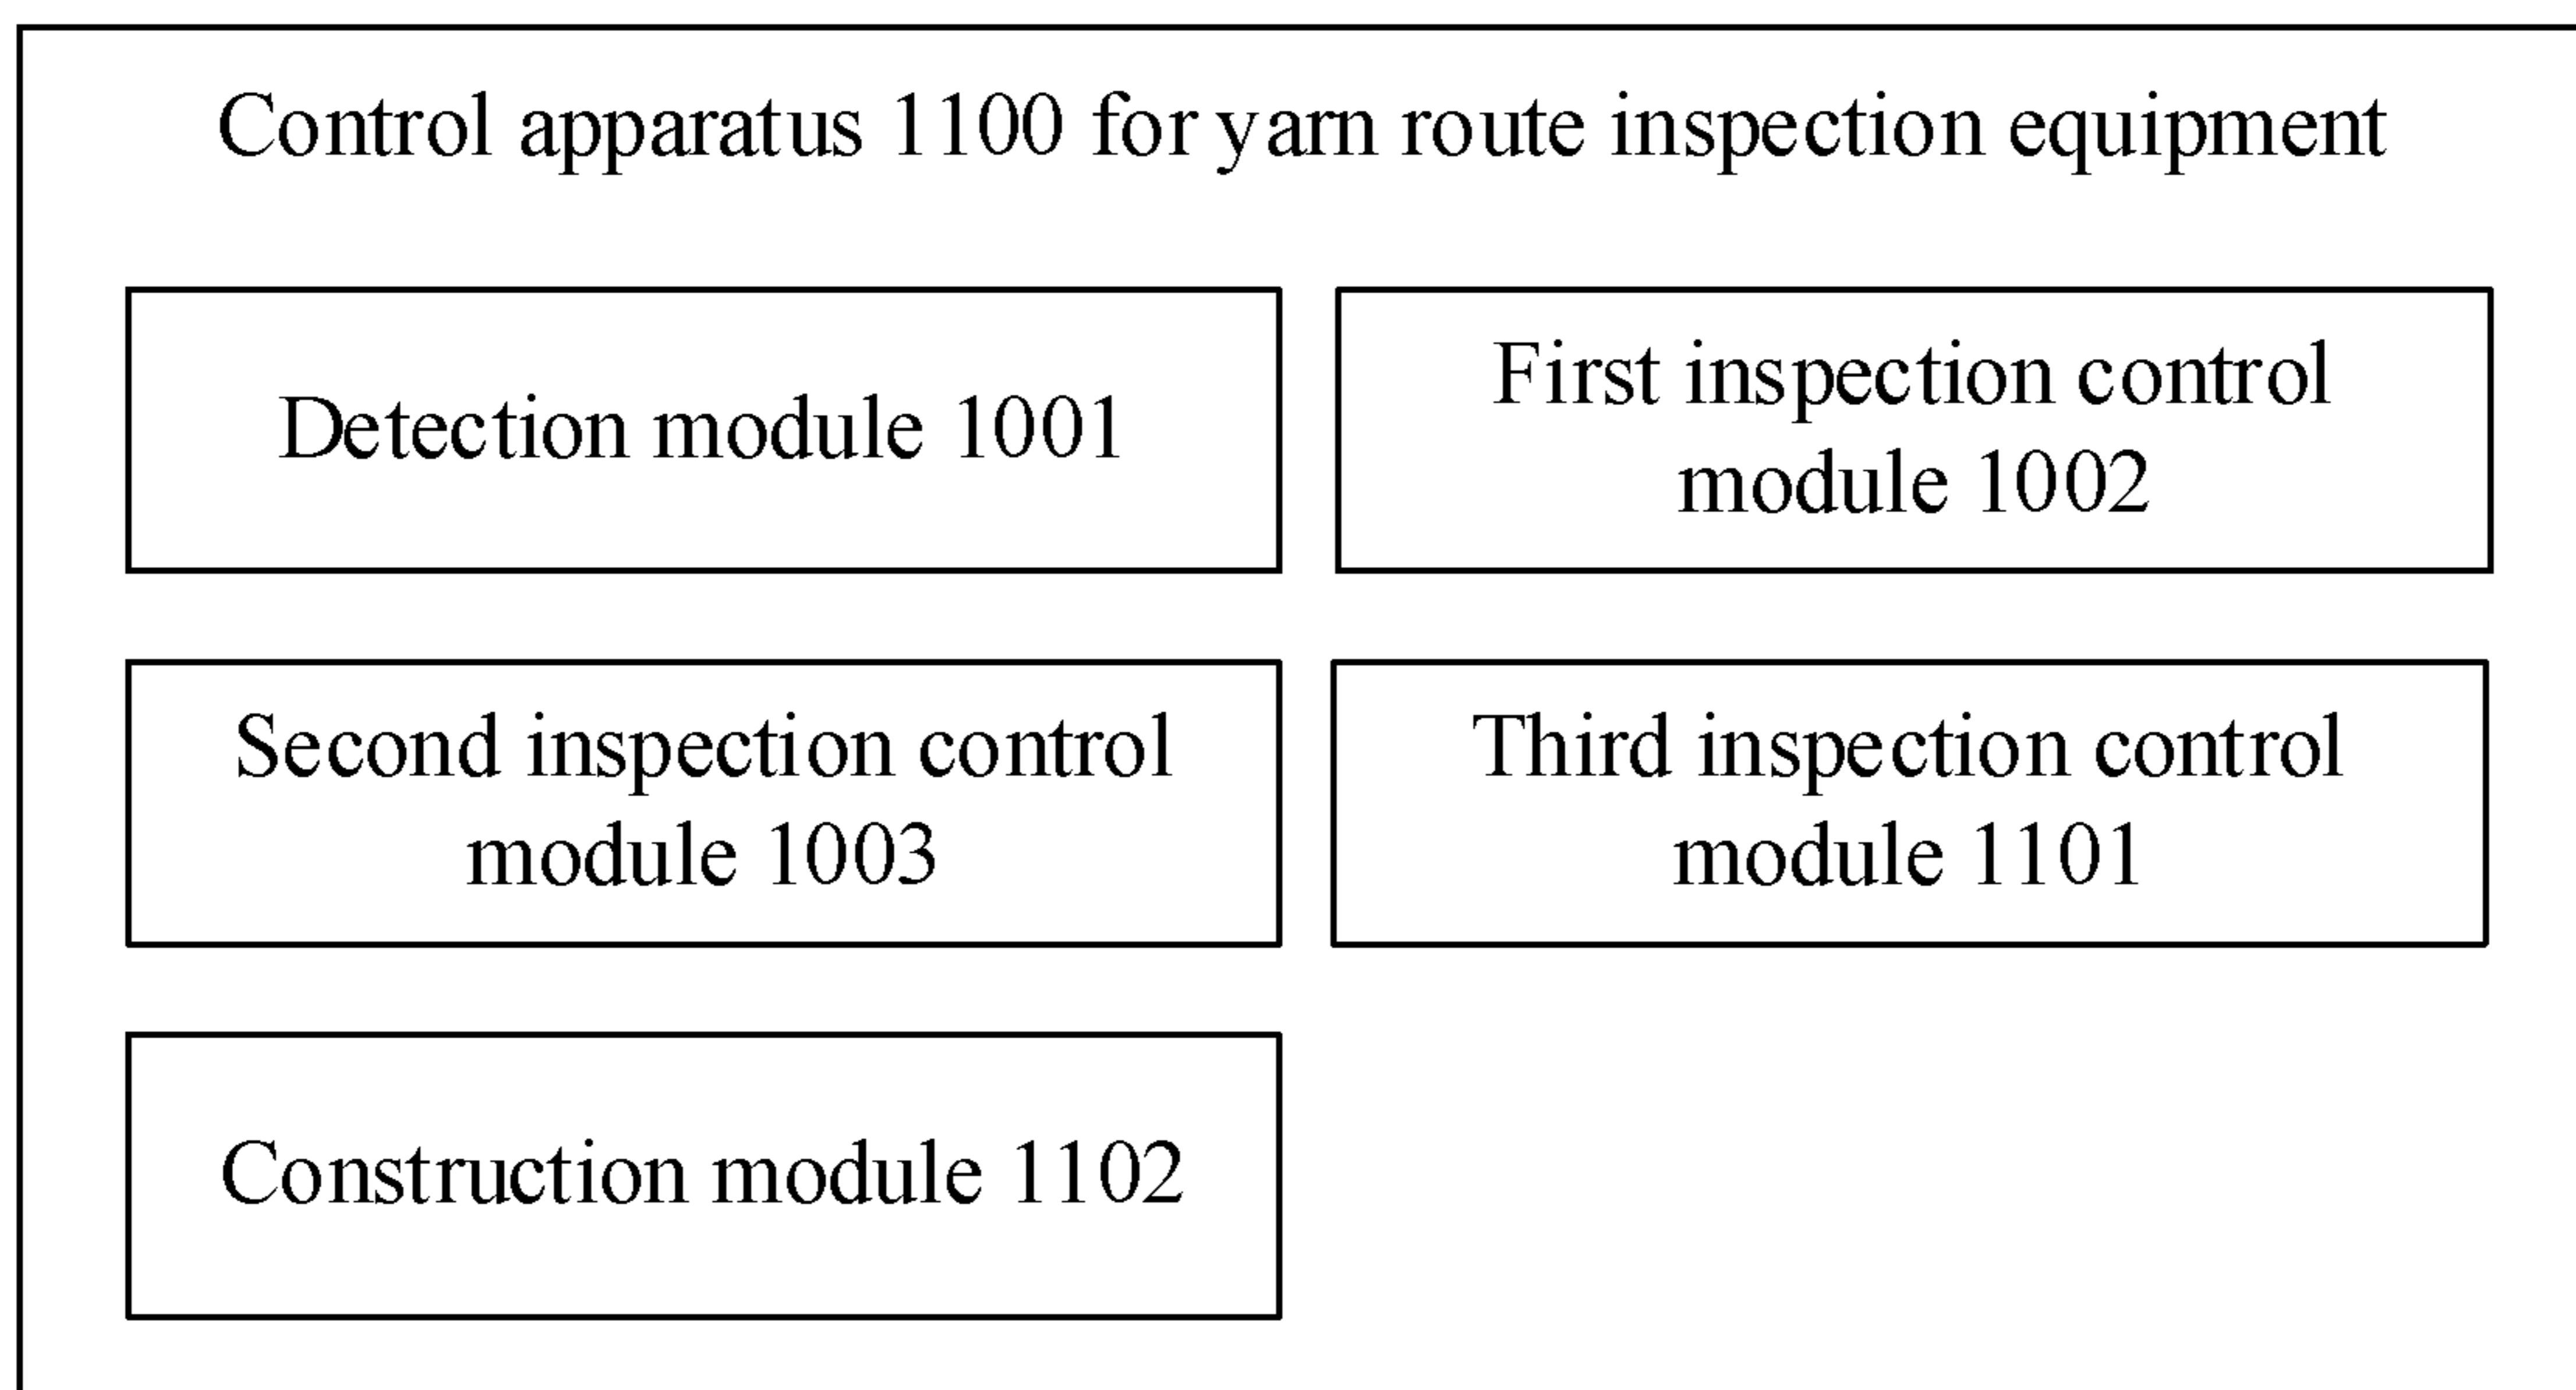 Control apparatus 1100 for yarn route inspection equipment
Detection module 1001
First inspection control
module 1002
Second inspection control
module 1003
Third inspection control
module 1101
Construction module 1102